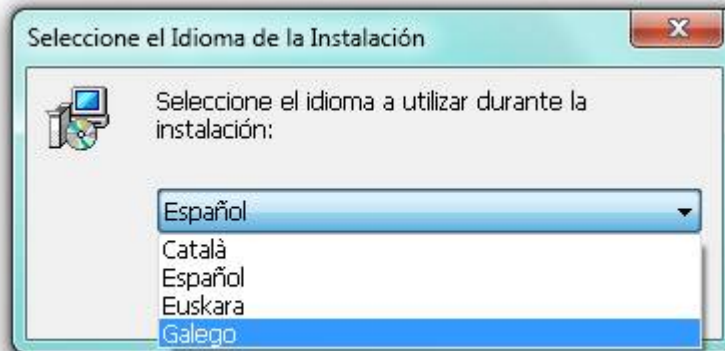 Seleccione el Idioma de la Instalación
Seleccione el idioma a utilizar durante la
instalación:
Español
Català
Español
Euskara
Galego